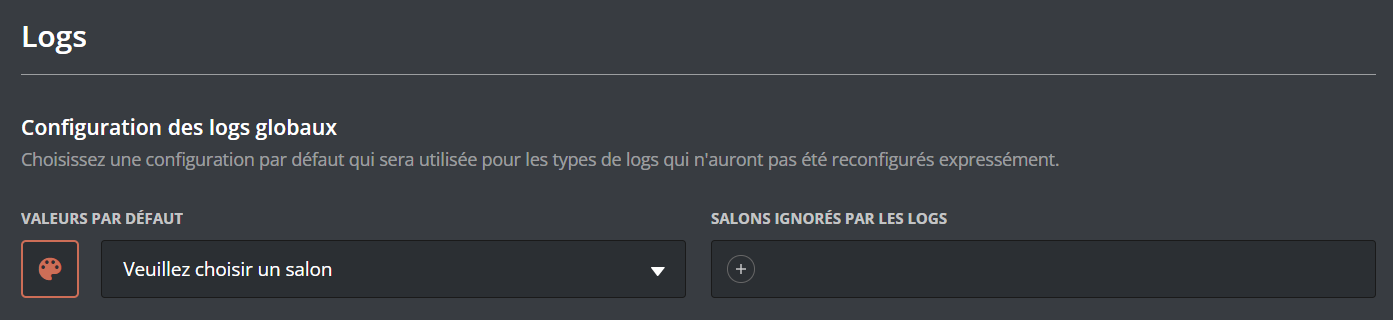 Logs
Configuration des logs globaux
Choisissez une configuration par défaut qui sera utilisée pour les types de logs qui n'auront pas été reconfigurés expressément.
VALEURS PAR DÉFAUT
SALONS IGNORÉS PAR LES LOGS
Veuillez choisir un salon